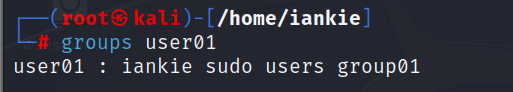 ┌──(root㉿kali)-[/home/iankie]
└─# groups user01
user01 : iankie sudo users group01